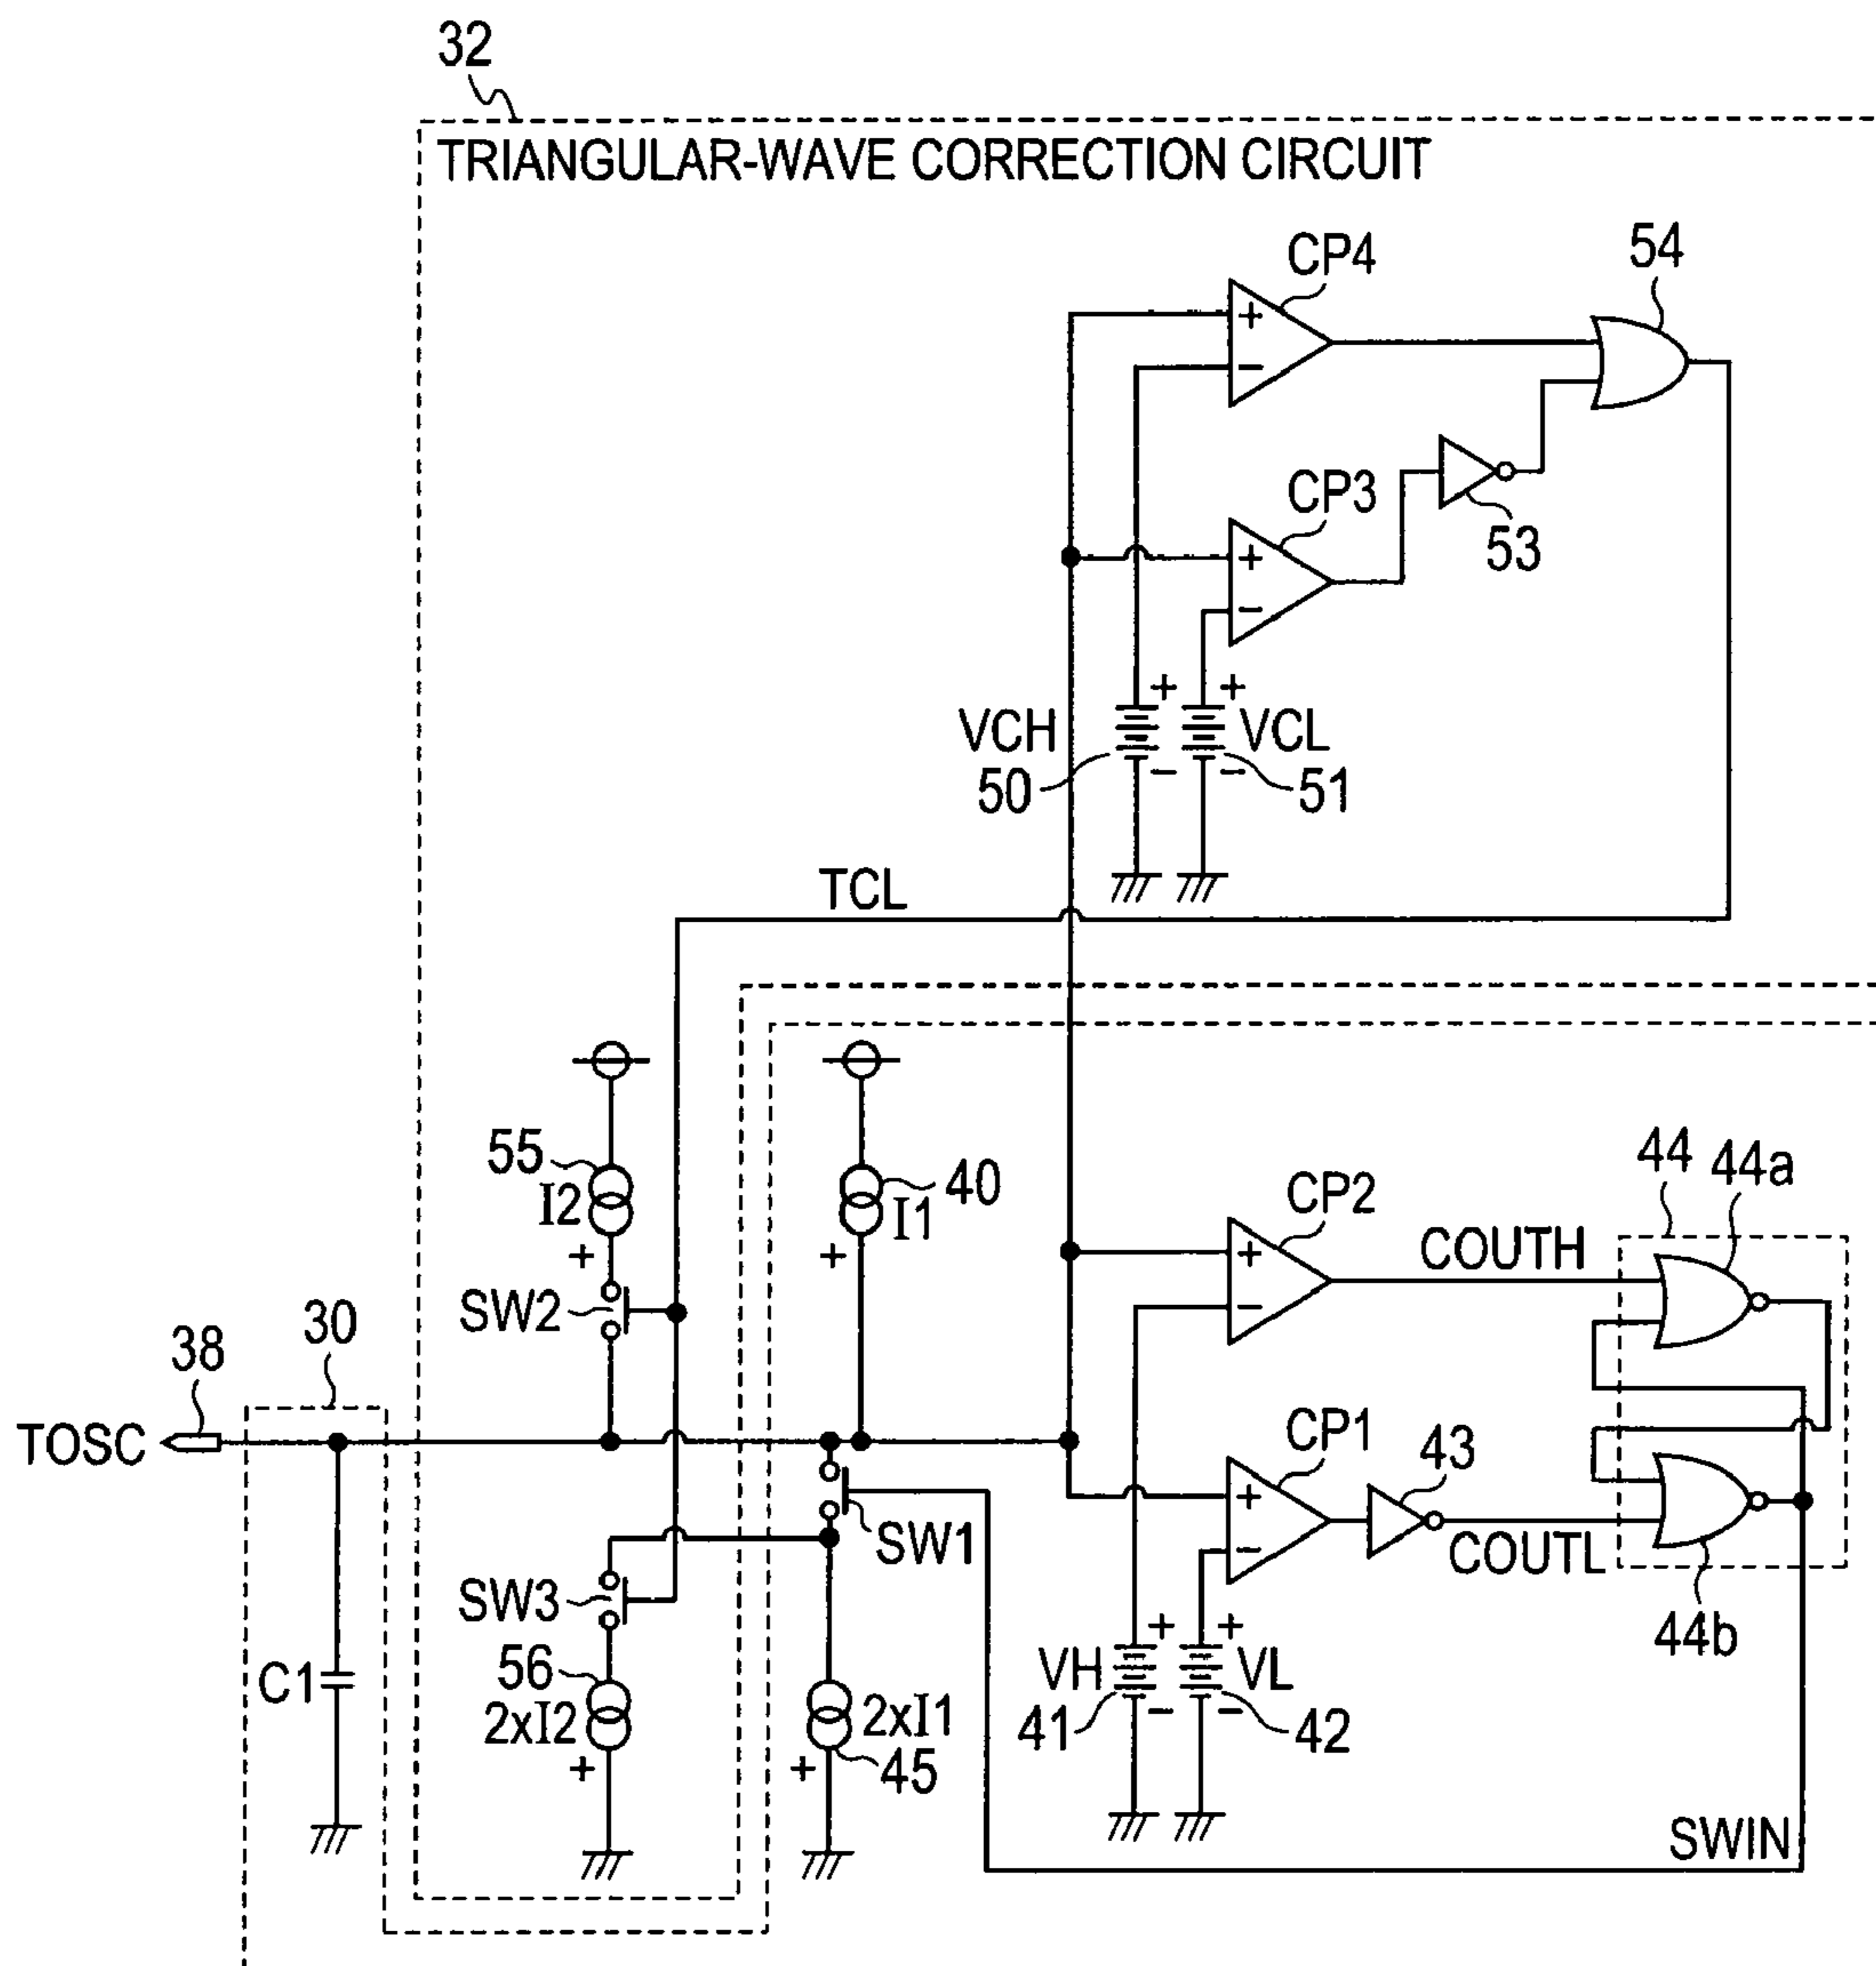 32
TRIANGULAR-WAVE CORRECTION CIRCUIT
CP4
54
+
−
CP3
53
+
−
+
+
VCH
VCL
50
−
−
51
TCL
55
I2
+
40
I1
+
SW2
CP2
+
−
COUTH
44
44a
38
30
TOSC
CP1
+
−
43
COUTL
SW1
SW3
44b
C1
56
2xI2
+
2xI1
45
+
VH
41
+
−
VL
42
+
−
SWIN